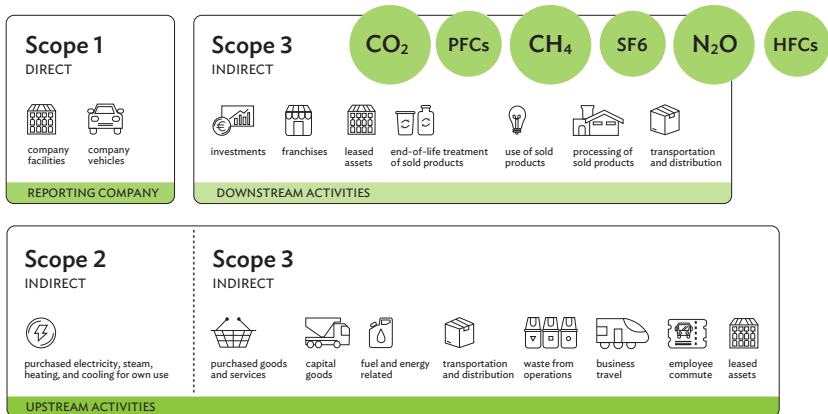 Scope 1
DIRECT
company
facilities
company
vehicles
REPORTING COMPANY
Scope 3
INDIRECT
CO₂
PFCs
CH₄
SF6
N₂O
HFCs
investments
franchises
leased
assets
end-of-life treatment
of sold products
use of sold
products
processing of
sold products
transportation
and distribution
DOWNSTREAM ACTIVITIES
Scope 2
INDIRECT
purchased electricity, steam,
heating, and cooling for own use
Scope 3
INDIRECT
purchased goods
and services
capital
goods
fuel and energy
related
transportation
and distribution
waste from
operations
business
travel
employee
commute
leased
assets
UPSTREAM ACTIVITIES